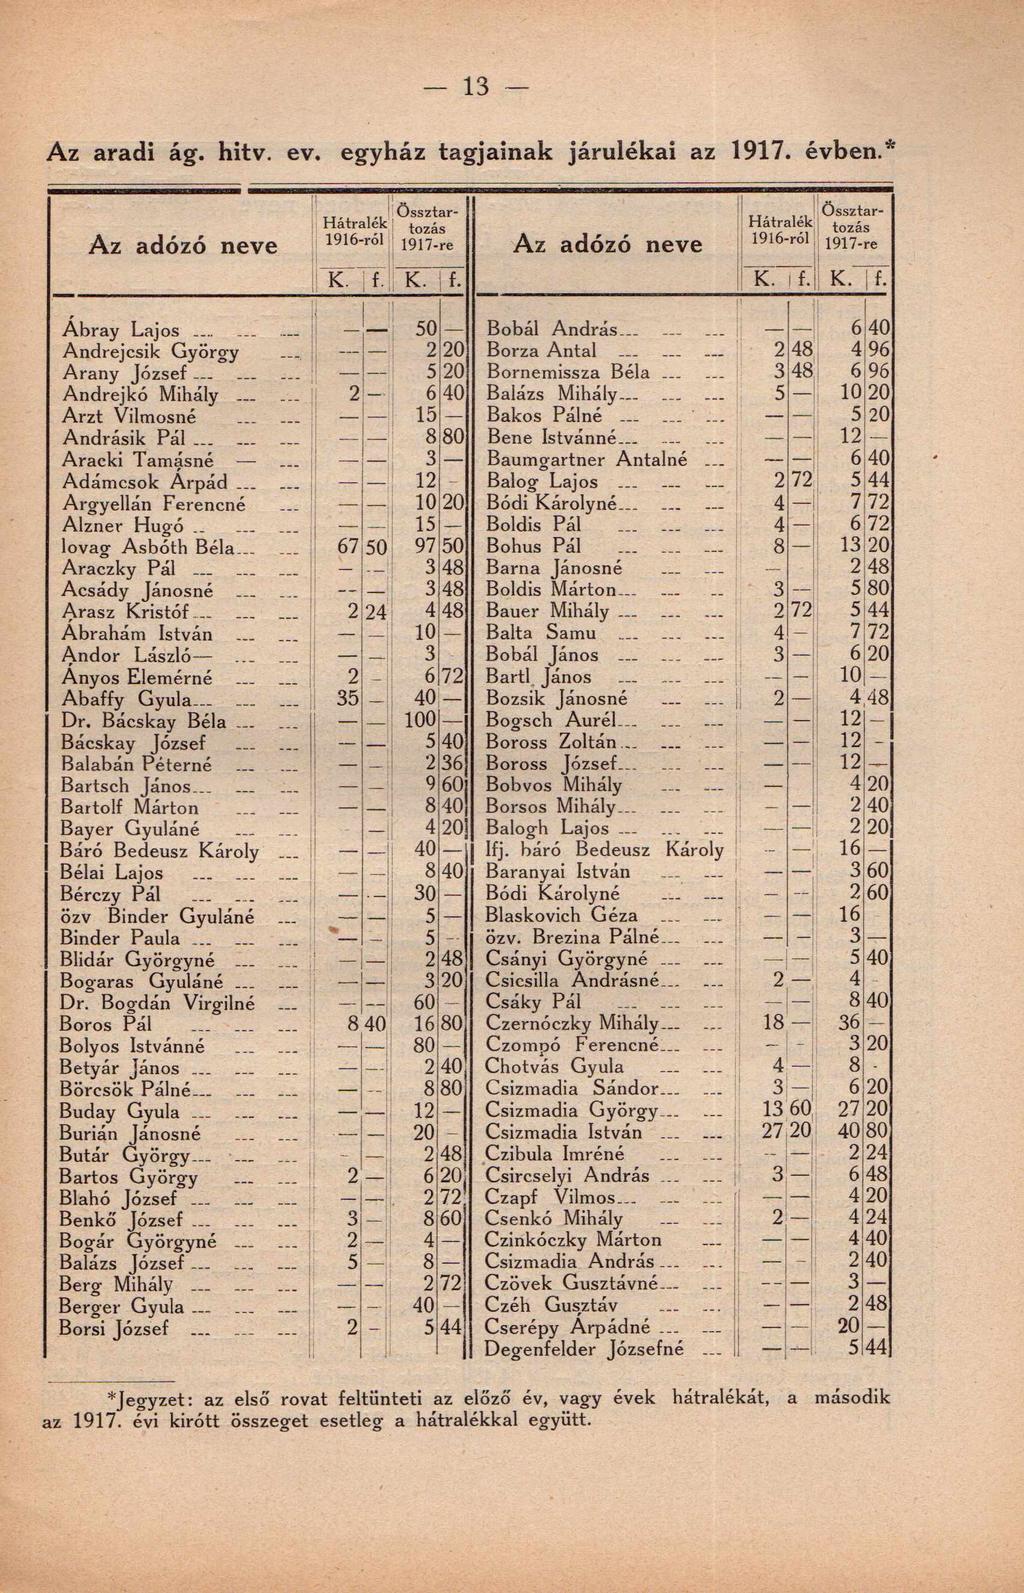 — 13 —
Az aradi ág. hitv. ev. egyház tagjainak járulékai az 1917. évben.*
Az adózó neve | Hátralék 1916-ról K. f. | Össztartozás 1917-re K. f.
Ábray Lajos — — 50 —
Andrejcsik György — — 2 20
Arany József — — 5 20
Andrejkó Mihály 2 — 6 40
Arzt Vilmosné — — 15 —
Andrásik Pál — — 8 80
Aracki Tamásné — — 3 —
Adámcsok Árpád — — 12 -
Argyellán Ferencné — — 10 20
Alzner Hugó — — 15 —
lovag Asbóth Béla 67 50 97 50
Araczky Pál — — 3 48
Acsády Jánosné — — 3 48
Arasz Kristóf 2 24 4 48
Ábrahám István — — 10 —
Andor László — — 3 -
Ányos Elemérné 2 - 6 72
Abaffy Gyula 35 — 40 —
Dr. Bácskay Béla — — 100 —
Bácskay József — — 5 40
Balabán Péterné — — 2 36
Bartsch János — — 9 60
Bartolf Márton — — 8 40
Bayer Gyuláné — 4 20
Báró Bedeusz Károly — — 40 —
Bélai Lajos — — 8 40
Bérczy Pál — — 30 —
özv Binder Gyuláné — — 5 —
Binder Paula — — 5 -
Blidár Györgyné — — 2 48
Bogaras Gyuláné — — 3 20
Dr. Bogdán Virgilné — — 60 —
Boros Pál 8 40 16 80
Bolyos Istvánné — — 80 —
Betyár János — — 2 40
Börcsök Pálné — — 8 80
Buday Gyula — — 12 —
Burián Jánosné — — 20 -
Butár György — — 2 48
Bartos György 2 — 6 20
Blahó József — — 2 72
Benkő József 3 — 8 60
Bogár Györgyné 2 — 4 —
Balázs József 5 — 8 —
Berg Mihály — — 2 72
Berger Gyula — — 40 —
Borsi József 2 - 5 44
Az adózó neve | Hátralék 1916-ról K. f. | Össztartozás 1917-re K. f.
Bobál András — — 6 40
Borza Antal 2 48 4 96
Bornemissza Béla 3 48 6 96
Balázs Mihály 5 — 10 20
Bakos Pálné — — 5 20
Bene Istvánné — — 12 —
Baumgartner Antalné — — 6 40
Balog Lajos 2 72 5 44
Bódi Károlyné 4 — 7 72
Boldis Pál 4 — 6 72
Bohus Pál 8 — 13 20
Barna Jánosné — 2 48
Boldis Márton 3 — 5 80
Bauer Mihály 2 72 5 44
Balta Samu 4 - 7 72
Bobál János 3 — 6 20
Bartl János — — 10 —
Bozsik Jánosné 2 — 4 48
Bogsch Aurél — — 12 —
Boross Zoltán — — 12 -
Boross József — — 12 —
Bobvos Mihály — — 4 20
Borsos Mihály — — 2 40
Balogh Lajos — — 2 20
Ifj. báró Bedeusz Károly — — 16 —
Baranyai István — — 3 60
Bódi Károlyné — — 2 60
Blaskovich Géza — — 16
özv. Brezina Pálné — — 3 —
Csányi Györgyné — — 5 40
Csicsilla Andrásné 2 — 4 -
Csáky Pál — — 8 40
Czernóczky Mihály 18 — 36 —
Czompó Ferencné — - 3 20
Chotvás Gyula 4 — 8 -
Csizmadia Sándor 3 — 6 20
Csizmadia György 13 60 27 20
Csizmadia István 27 20 40 80
Czibula Imréné — — 2 24
Csircselyi András 3 — 6 48
Czapf Vilmos — — 4 20
Csenkó Mihály 2 — 4 24
Czinkóczky Márton — — 4 40
Csizmadia András — - 2 40
Czövek Gusztávné — — 3 —
Czéh Gusztáv — — 2 48
Cserépy Árpádné — — 20 —
Degenfelder Józsefné — — 5 44
*Jegyzet: az első rovat feltünteti az előző év, vagy évek hátralékát, a második
az 1917. évi kirótt összeget esetleg a hátralékkal együtt.